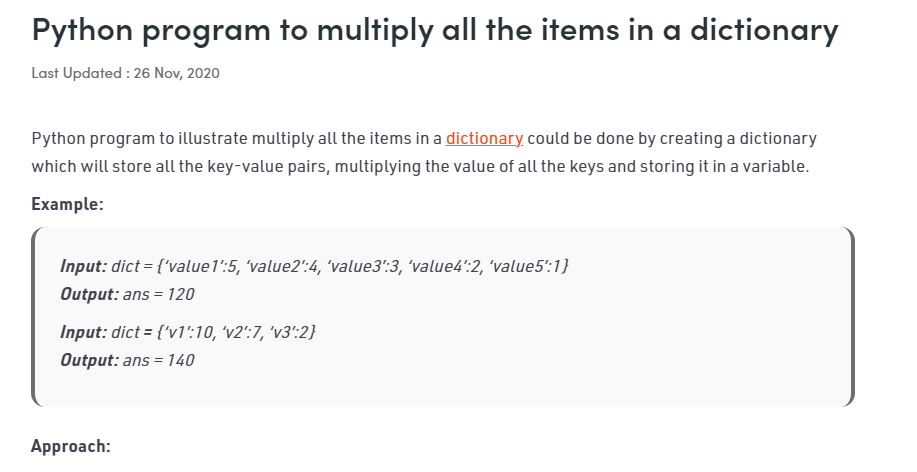 Python program to multiply all the items in a dictionary
Last Updated : 26 Nov, 2020
Python program to illustrate multiply all the items in a dictionary could be done by creating a dictionary
which will store all the key-value pairs, multiplying the value of all the keys and storing it in a variable.
Example:
Input: dict = {‘value1’:5, ‘value2’:4, ‘value3’:3, ‘value4’:2, ‘value5’:1}
Output: ans = 120
Input: dict = {‘v1’:10, ‘v2’:7, ‘v3’:2}
Output: ans = 140
Approach: